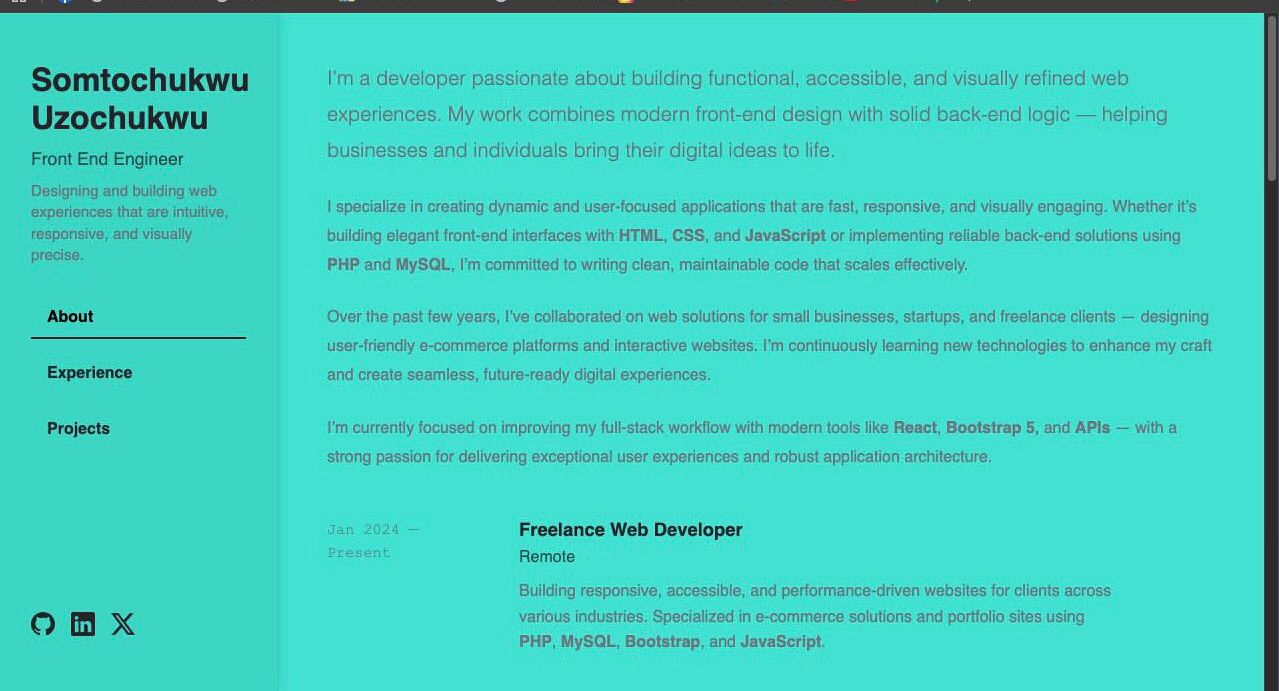 Somtochukwu
Uzochukwu
Front End Engineer
Designing and building web
experiences that are intuitive,
responsive, and visually
precise.
About
Experience
Projects
I'm a developer passionate about building functional, accessible, and visually refined web
experiences. My work combines modern front-end design with solid back-end logic — helping
businesses and individuals bring their digital ideas to life.
I specialize in creating dynamic and user-focused applications that are fast, responsive, and visually engaging. Whether it's
building elegant front-end interfaces with HTML, CSS, and JavaScript or implementing reliable back-end solutions using
PHP and MySQL, I'm committed to writing clean, maintainable code that scales effectively.
Over the past few years, I've collaborated on web solutions for small businesses, startups, and freelance clients — designing
user-friendly e-commerce platforms and interactive websites. I'm continuously learning new technologies to enhance my craft
and create seamless, future-ready digital experiences.
I'm currently focused on improving my full-stack workflow with modern tools like React, Bootstrap 5, and APIs — with a
strong passion for delivering exceptional user experiences and robust application architecture.
Jan 2024 —
Present
Freelance Web Developer
Remote
Building responsive, accessible, and performance-driven websites for clients across
various industries. Specialized in e-commerce solutions and portfolio sites using
PHP, MySQL, Bootstrap, and JavaScript.